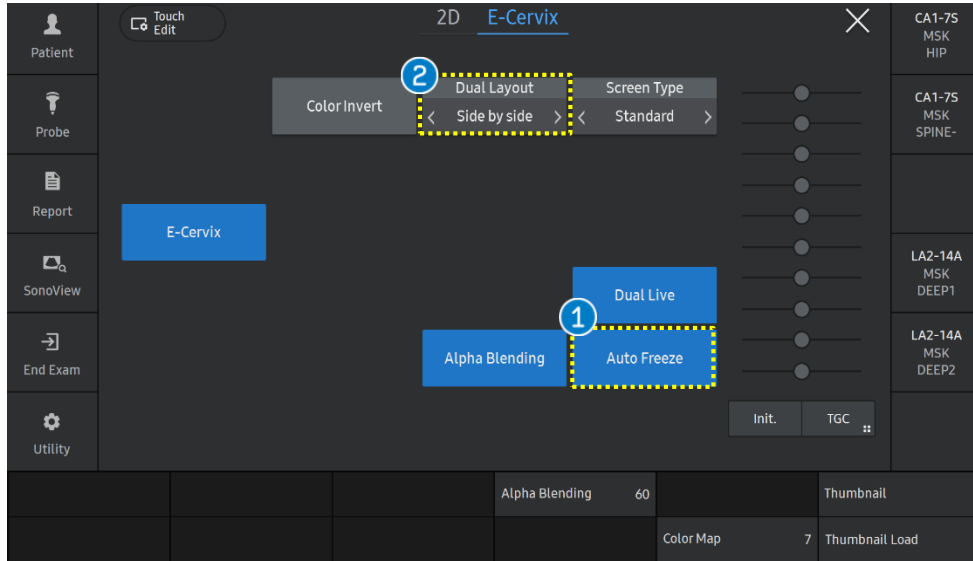 Touch
Edit
2D
E-Cervix
Patient
Probe
Report
SonoView
End Exam
Utility
2
Color Invert
Dual Layout
Side by side
Screen Type
Standard
E-Cervix
Dual Live
1
Alpha Blending
Auto Freeze
Init.
TGC
CA1-7S
MSK
HIP
CA1-7S
MSK
SPINE-
LA2-14A
MSK
DEEP1
LA2-14A
MSK
DEEP2
Alpha Blending 60
Thumbnail
Color Map 7
Thumbnail Load